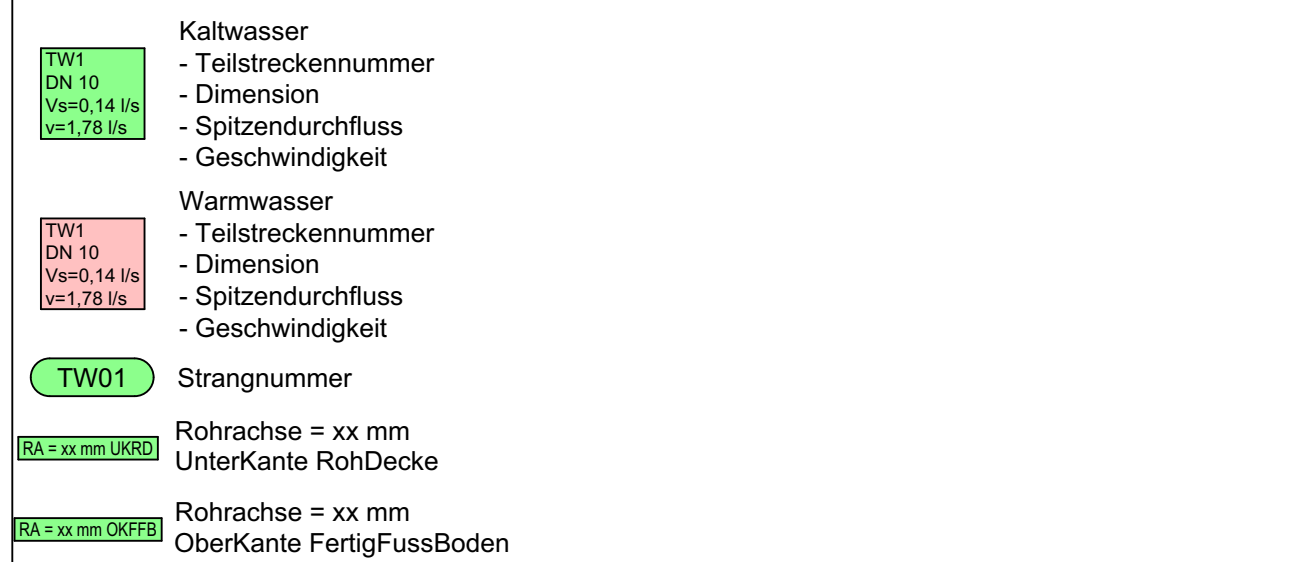 Kaltwasser
TW1
DN 10
Vs=0,14 l/s
v=1,78 l/s
- Teilstreckennummer
- Dimension
- Spitzendurchfluss
- Geschwindigkeit
Warmwasser
TW1
DN 10
Vs=0,14 l/s
v=1,78 l/s
- Teilstreckennummer
- Dimension
- Spitzendurchfluss
- Geschwindigkeit
TW01
Strangnummer
RA = xx mm UKRD
Rohrachse = xx mm
UnterKante RohDecke
RA = xx mm OKFFB
Rohrachse = xx mm
OberKante FertigFussBoden